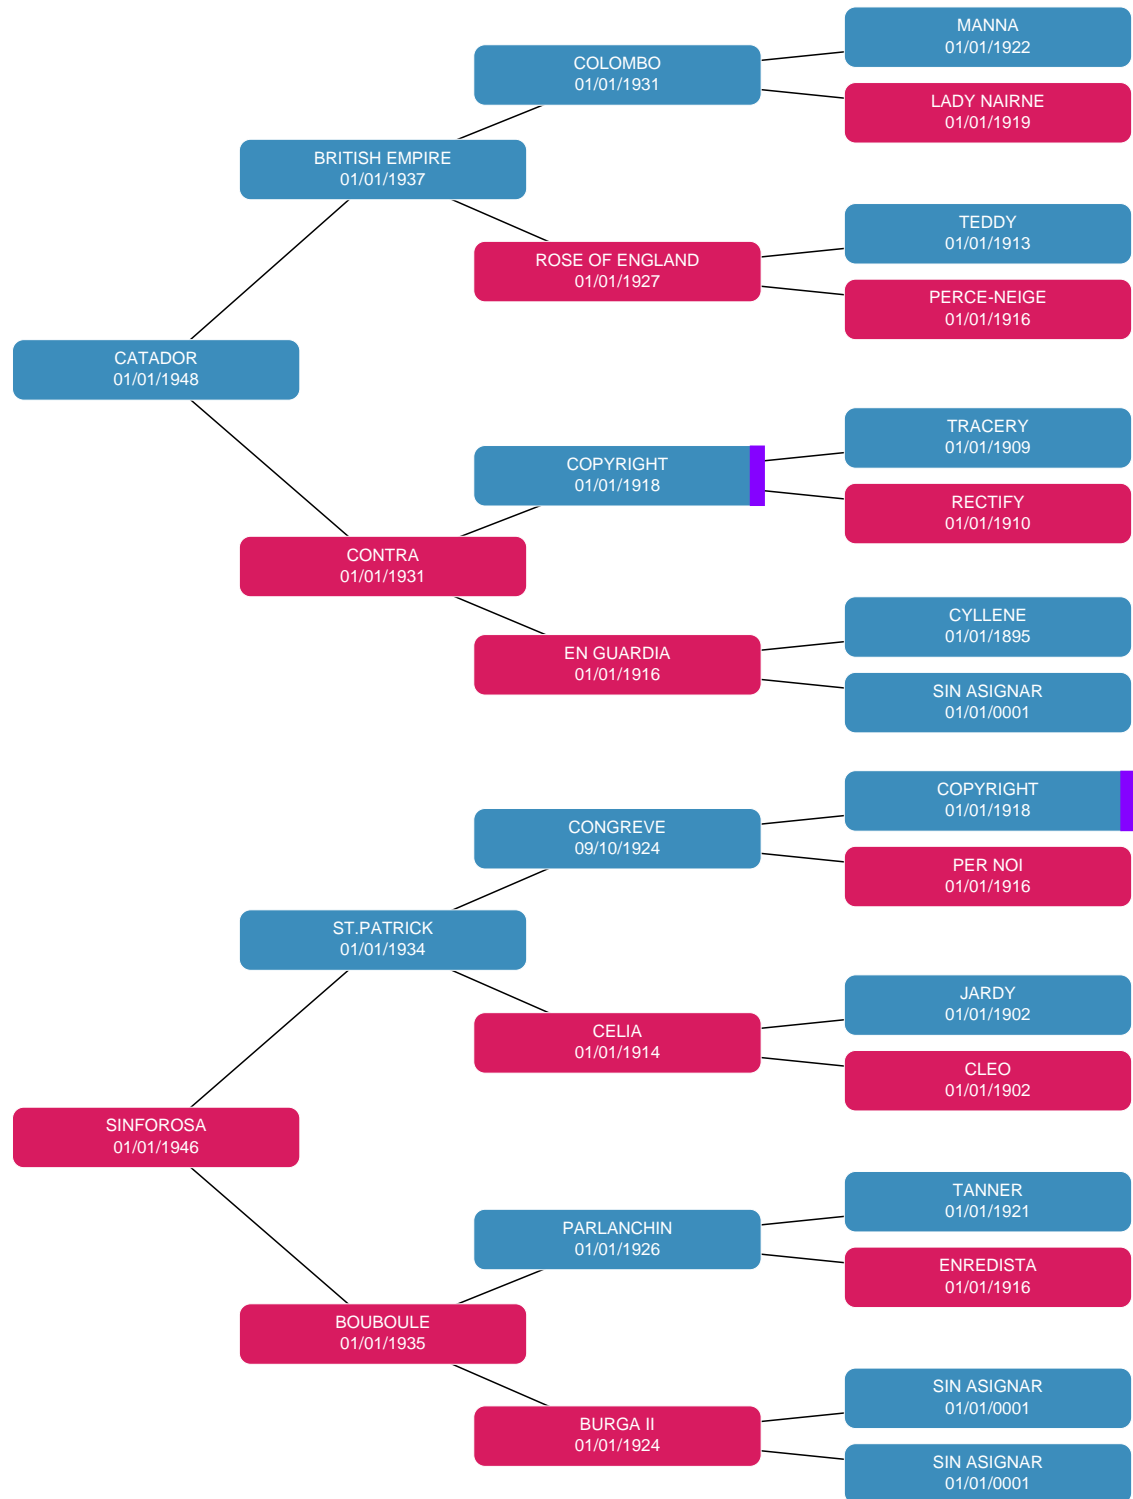 MANNA
01/01/1922
COLOMBO
01/01/1931
LADY NAIRNE
01/01/1919
BRITISH EMPIRE
01/01/1937
TEDDY
01/01/1913
ROSE OF ENGLAND
01/01/1927
PERCE-NEIGE
01/01/1916
CATADOR
01/01/1948
TRACERY
01/01/1909
COPYRIGHT
01/01/1918
RECTIFY
01/01/1910
CONTRA
01/01/1931
CYLLENE
01/01/1895
EN GUARDIA
01/01/1916
SIN ASIGNAR
01/01/0001
COPYRIGHT
01/01/1918
CONGREVE
09/10/1924
PER NOI
01/01/1916
ST.PATRICK
01/01/1934
JARDY
01/01/1902
CELIA
01/01/1914
CLEO
01/01/1902
SINFOROSA
01/01/1946
TANNER
01/01/1921
PARLANCHIN
01/01/1926
ENREDISTA
01/01/1916
BOUBOULE
01/01/1935
SIN ASIGNAR
01/01/0001
BURGA II
01/01/1924
SIN ASIGNAR
01/01/0001